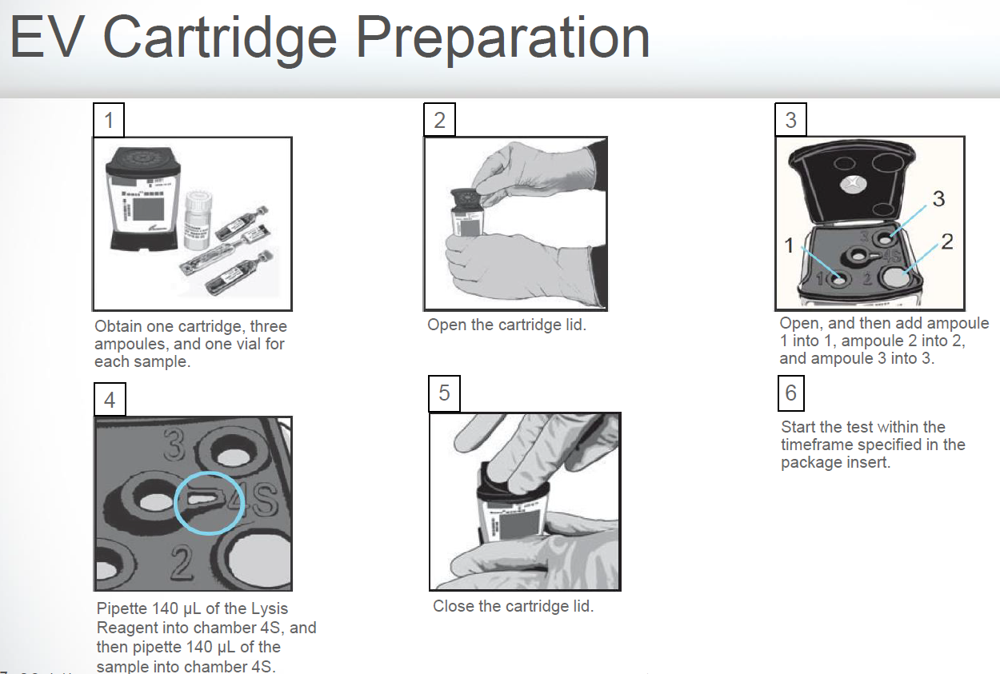 EV Cartridge Preparation
1
Obtain one cartridge, three
ampoules, and one vial for
each sample.
2
Open the cartridge lid.
3
3
1
2
3
4S
1
2
Open, and then add ampoule
1 into 1, ampoule 2 into 2,
and ampoule 3 into 3.
4
3
4S
2
Pipette 140 µL of the Lysis
Reagent into chamber 4S, and
then pipette 140 µL of the
sample into chamber 4S.
5
Close the cartridge lid.
6
Start the test within the
timeframe specified in the
package insert.